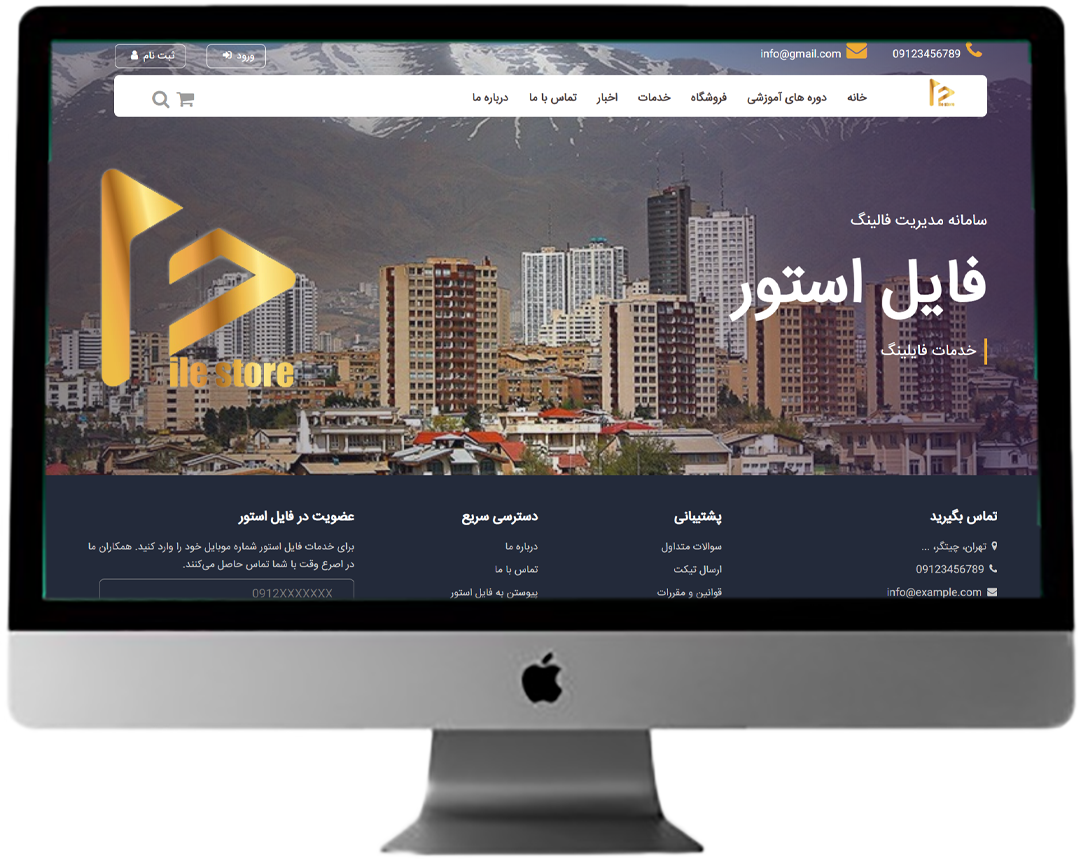 09123456789
info@gmail.com
ورود
ثبت نام
خانه
دوره های آموزشی
فروشگاه
خدمات
اخبار
تماس با ما
درباره ما
سامانه مدیریت فالینگ
فایل استور
خدمات فایلینگ
ile store
تماس بگیرید
تهران، چیتگر، ...
09123456789
info@example.com
پشتیبانی
سوالات متداول
ارسال تیکت
قوانین و مقررات
دسترسی سریع
درباره ما
تماس با ما
پیوستن به فایل استور
عضویت در فایل استور
برای خدمات فایل استور شماره موبایل خود را وارد کنید. همکاران ما
در اصرع وقت با شما تماس حاصل می‌کنند.
0912XXXXXXX